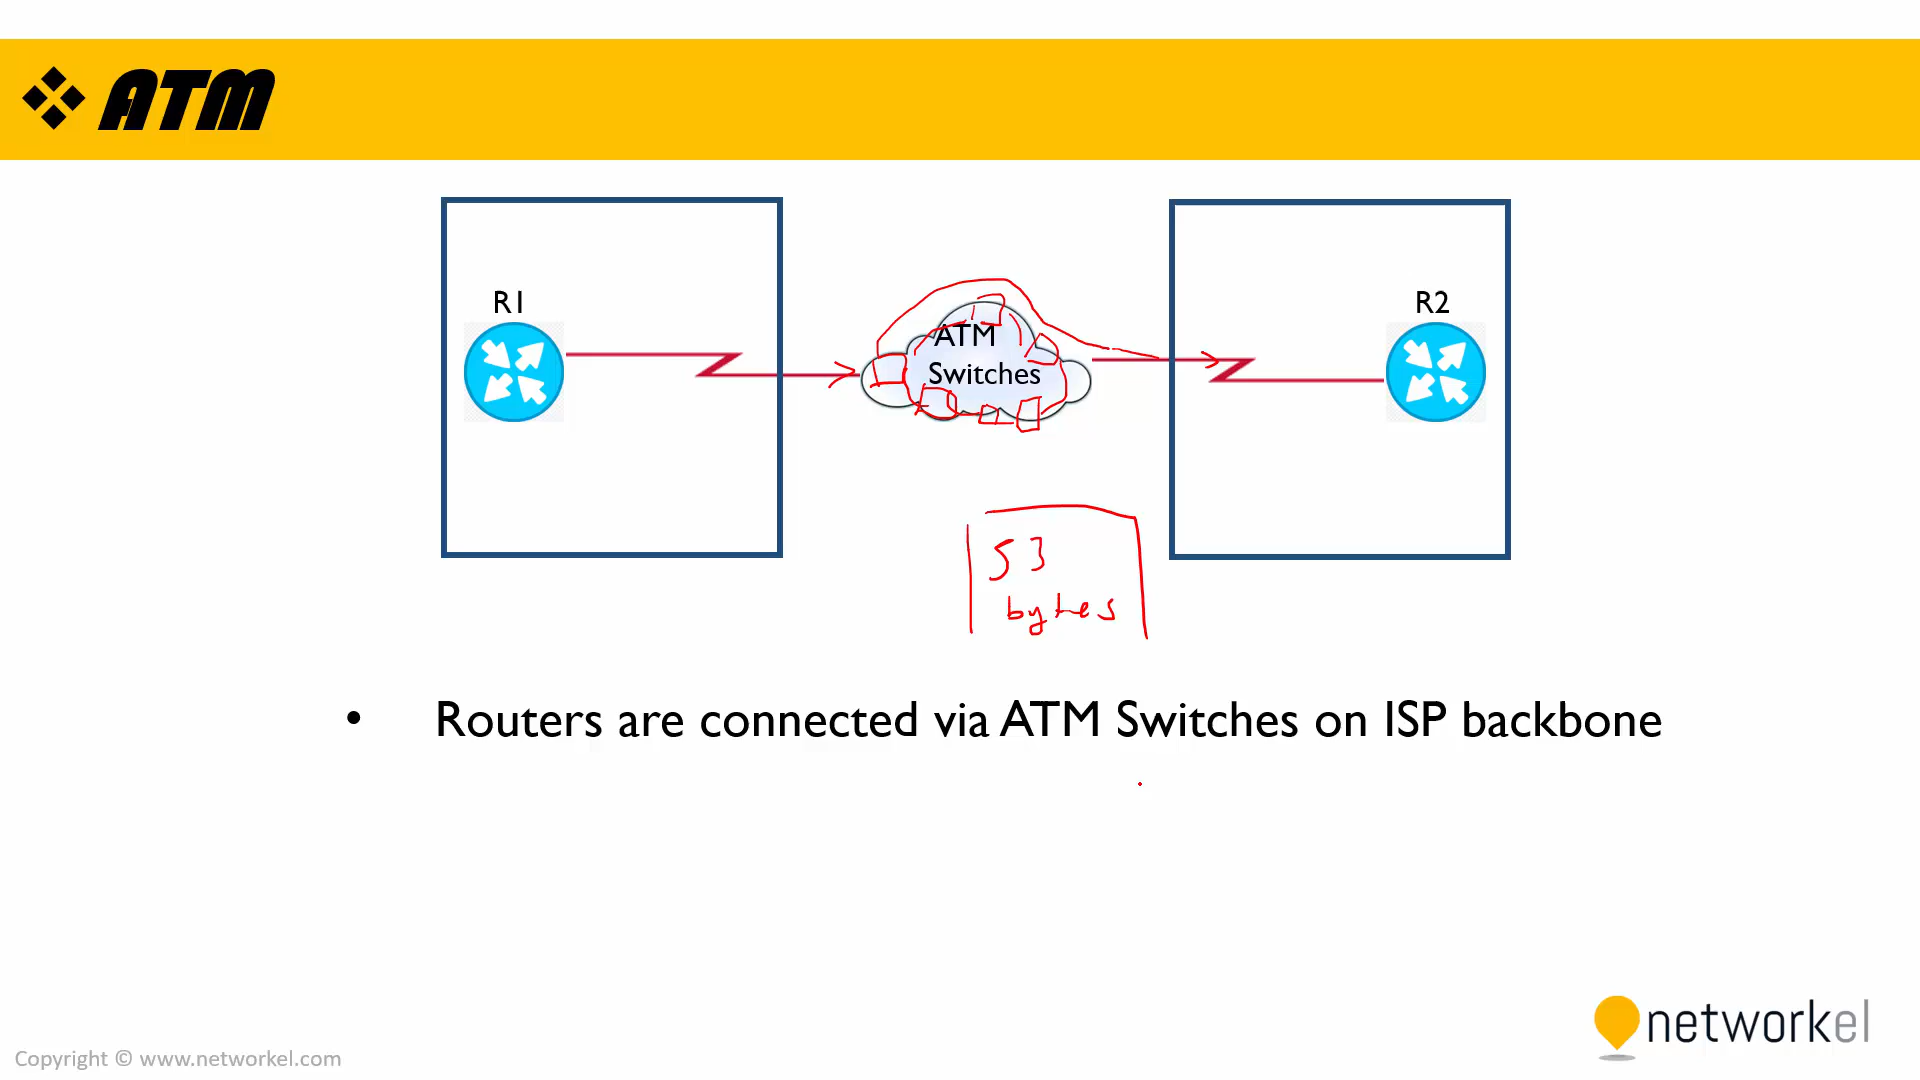 ATM
R1
R2
ATM
Switches
53
bytes
• Routers are connected via ATM Switches on ISP backbone
networkel
Copyright © www.networkel.com